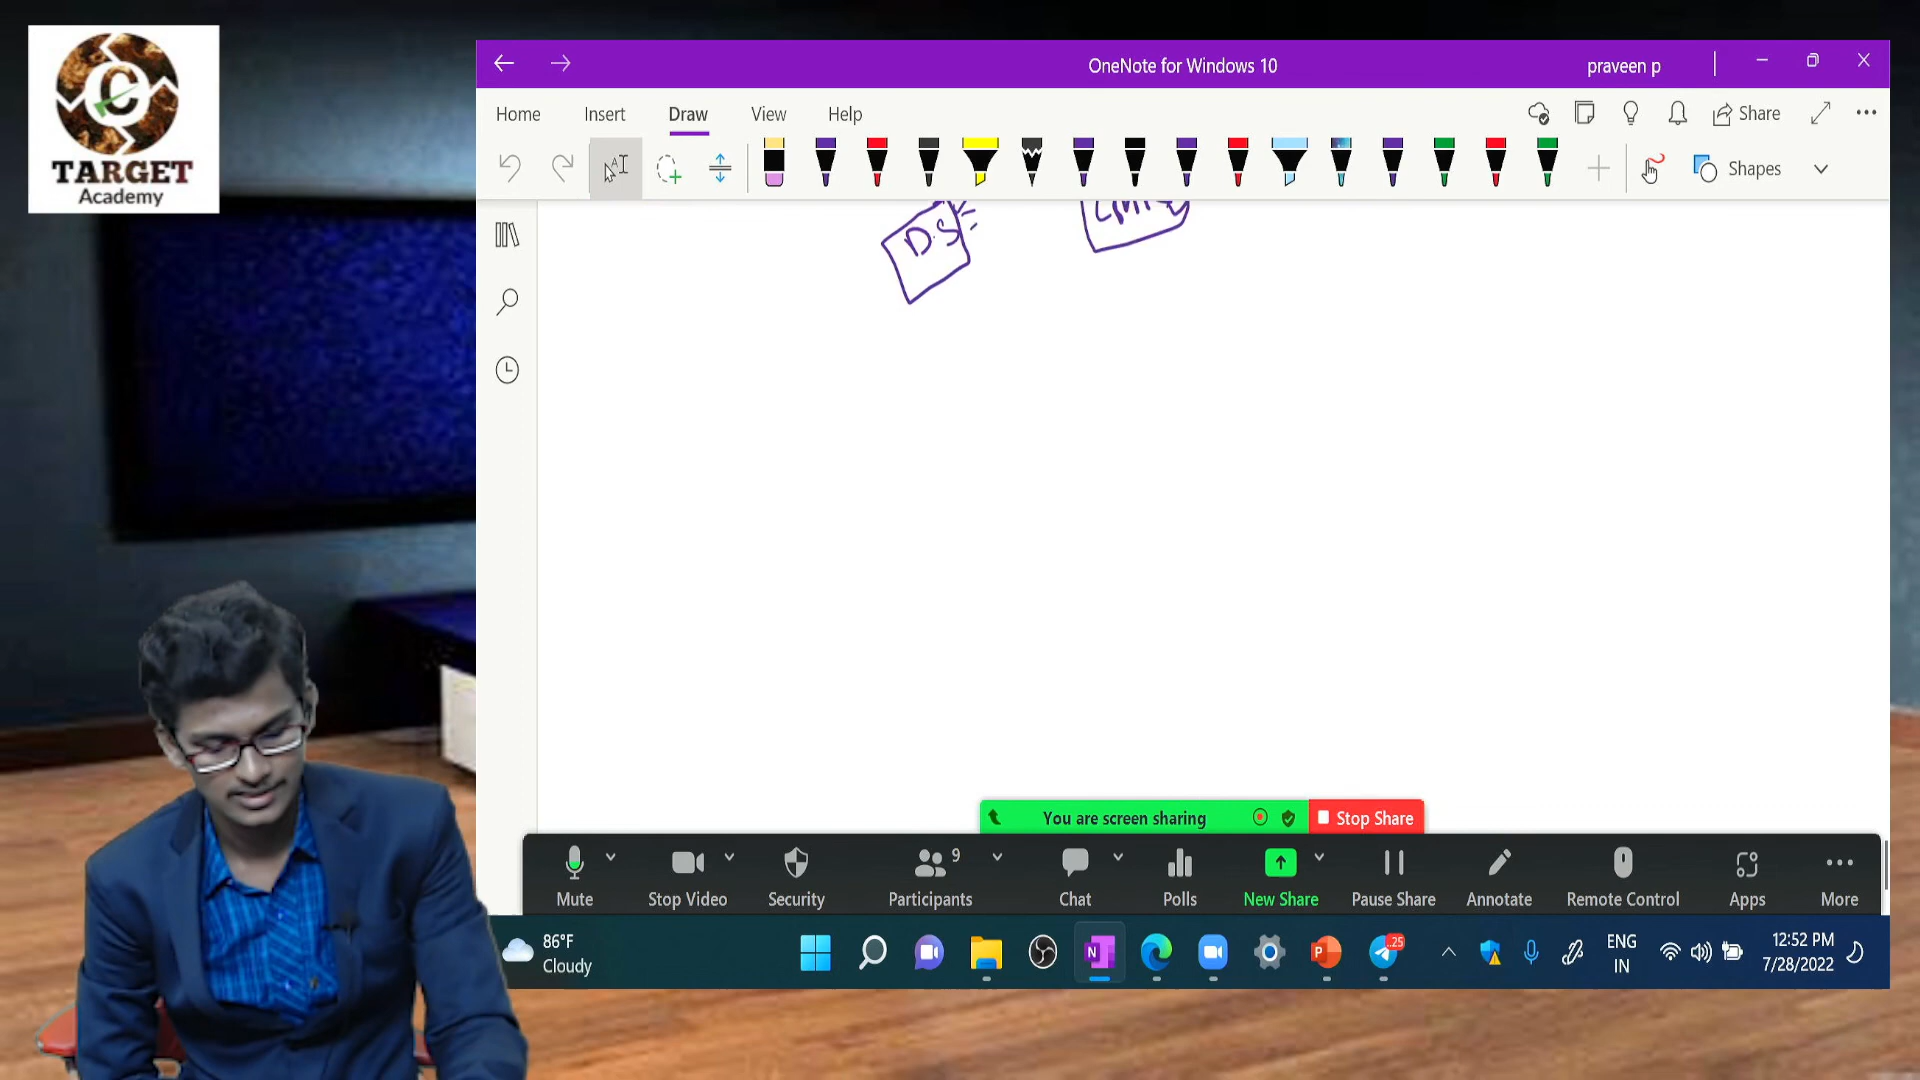 C
TARGET
Academy
OneNote for Windows 10
praveen p
Home Insert Draw View Help
Share
Shapes
D.S
You are screen sharing
Stop Share
9
Mute Stop Video Security Participants Chat Polls New Share Pause Share Annotate Remote Control Apps More
86°F
Cloudy
25
ENG
IN
12:52 PM
7/28/2022